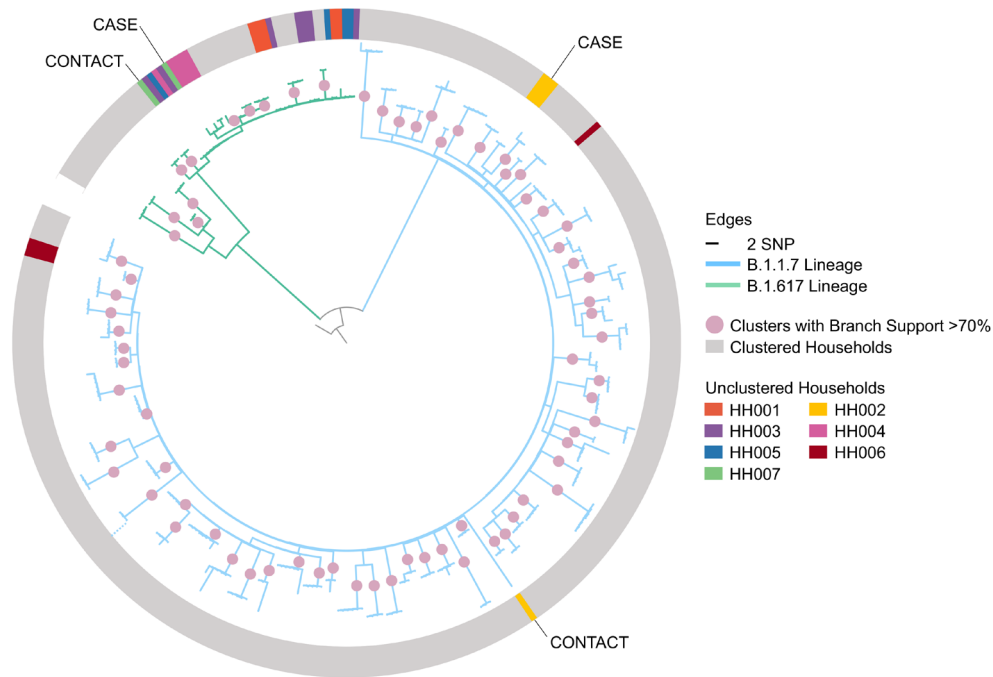 CASE
CONTACT
CASE
Edges
2 SNP
B.1.1.7 Lineage
B.1.617 Lineage
Clusters with Branch Support >70%
Clustered Households
Unclustered Households
HH001 HH002
HH003 HH004
HH005 HH006
HH007
CONTACT